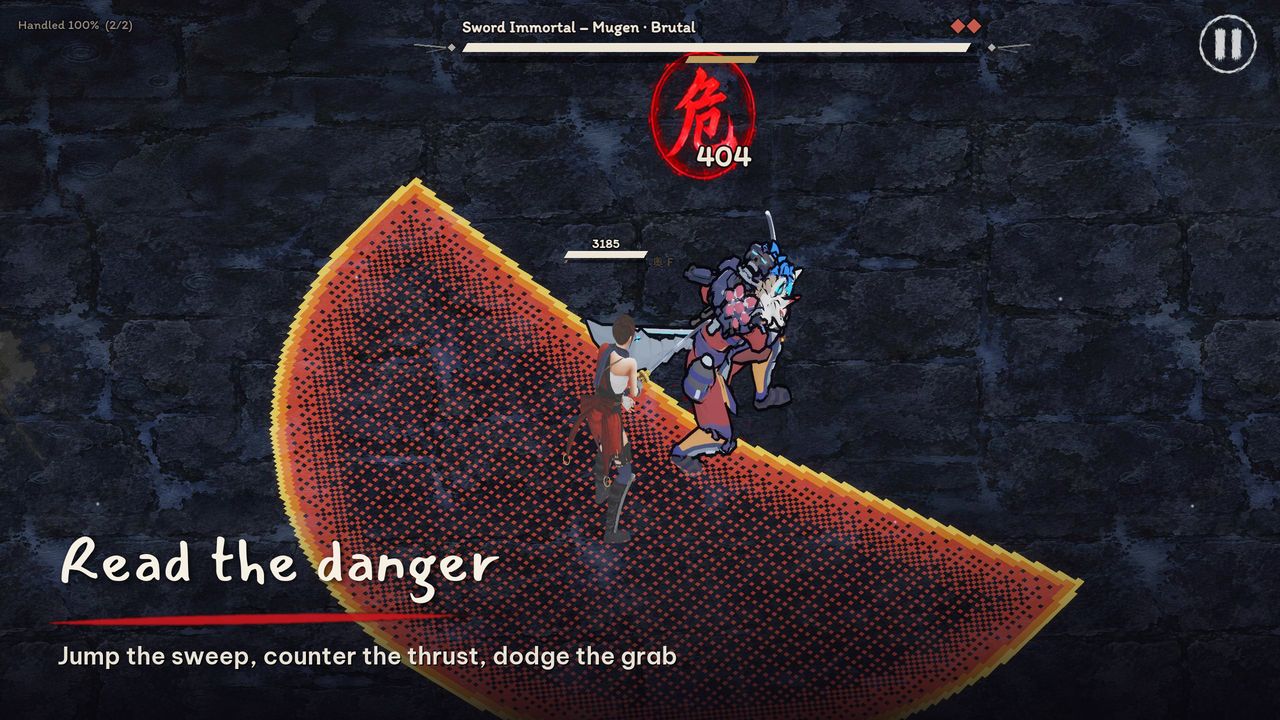 Handled 100% (2/2)
Sword Immortal – Mugen · Brutal
危
404
3185
Read the danger
Jump the sweep, counter the thrust, dodge the grab